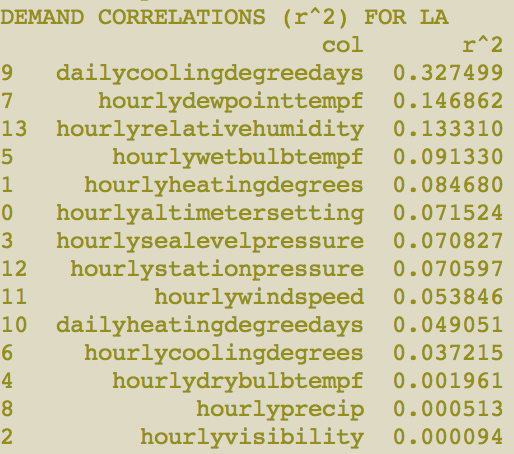 DEMAND CORRELATIONS (r^2) FOR LA
col r^2
9 dailycoolingdegreedays 0.327499
7 hourlydewpointtempf 0.146862
13 hourlyrelativehumidity 0.133310
5 hourlywetbulbtempf 0.091330
1 hourlyheatingdegrees 0.084680
0 hourlyaltimetersetting 0.071524
3 hourlysealevelpressure 0.070827
12 hourlystationpressure 0.070597
11 hourlywindspeed 0.053846
10 dailyheatingdegreedays 0.049051
6 hourlycoolingdegrees 0.037215
4 hourlydrybulbtempf 0.001961
8 hourlyprecip 0.000513
2 hourlyvisibility 0.000094